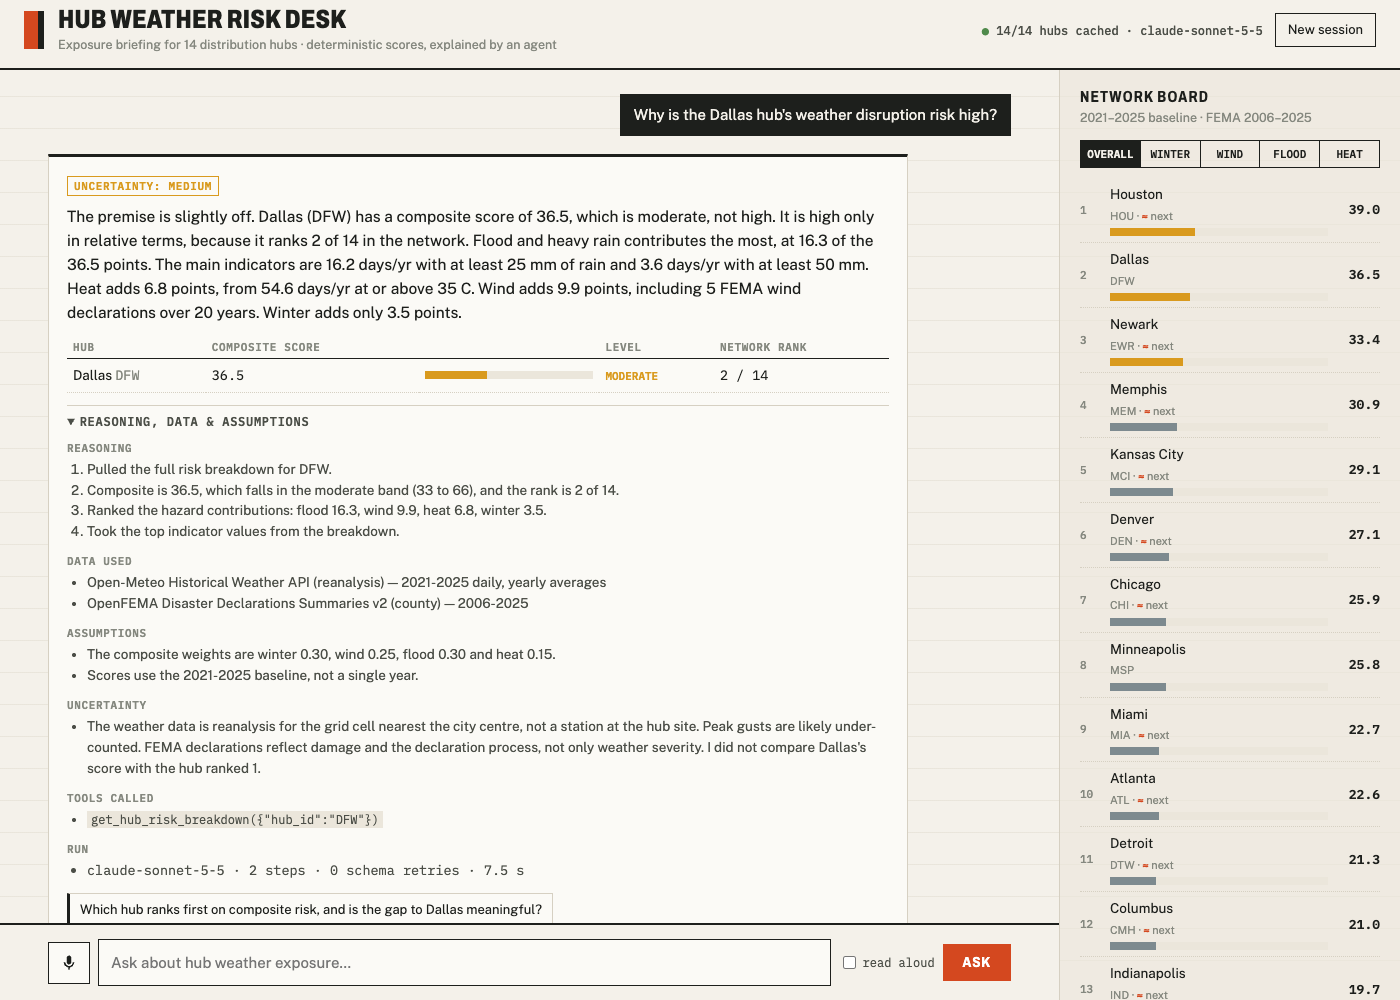 HUB WEATHER RISK DESK
Exposure briefing for 14 distribution hubs · deterministic scores, explained by an agent
14/14 hubs cached · claude-sonnet-5-5
New session
Why is the Dallas hub's weather disruption risk high?
UNCERTAINTY: MEDIUM
The premise is slightly off. Dallas (DFW) has a composite score of 36.5, which is moderate, not high. It is high only
in relative terms, because it ranks 2 of 14 in the network. Flood and heavy rain contributes the most, at 16.3 of the
36.5 points. The main indicators are 16.2 days/yr with at least 25 mm of rain and 3.6 days/yr with at least 50 mm.
Heat adds 6.8 points, from 54.6 days/yr at or above 35 C. Wind adds 9.9 points, including 5 FEMA wind
declarations over 20 years. Winter adds only 3.5 points.
HUB COMPOSITE SCORE LEVEL NETWORK RANK
Dallas DFW 36.5 MODERATE 2 / 14
▼ REASONING, DATA & ASSUMPTIONS
REASONING
1. Pulled the full risk breakdown for DFW.
2. Composite is 36.5, which falls in the moderate band (33 to 66), and the rank is 2 of 14.
3. Ranked the hazard contributions: flood 16.3, wind 9.9, heat 6.8, winter 3.5.
4. Took the top indicator values from the breakdown.
DATA USED
• Open-Meteo Historical Weather API (reanalysis) — 2021-2025 daily, yearly averages
• OpenFEMA Disaster Declarations Summaries v2 (county) — 2006-2025
ASSUMPTIONS
• The composite weights are winter 0.30, wind 0.25, flood 0.30 and heat 0.15.
• Scores use the 2021-2025 baseline, not a single year.
UNCERTAINTY
• The weather data is reanalysis for the grid cell nearest the city centre, not a station at the hub site. Peak gusts are likely under-
counted. FEMA declarations reflect damage and the declaration process, not only weather severity. I did not compare Dallas's
score with the hub ranked 1.
TOOLS CALLED
• get_hub_risk_breakdown({"hub_id":"DFW"})
RUN
• claude-sonnet-5-5 · 2 steps · 0 schema retries · 7.5 s
Which hub ranks first on composite risk, and is the gap to Dallas meaningful?
Ask about hub weather exposure...
read aloud
ASK
NETWORK BOARD
2021–2025 baseline · FEMA 2006–2025
OVERALL WINTER WIND FLOOD HEAT
1 Houston 39.0
HOU · ≈ next
2 Dallas 36.5
DFW
3 Newark 33.4
EWR · ≈ next
4 Memphis 30.9
MEM · ≈ next
5 Kansas City 29.1
MCI · ≈ next
6 Denver 27.1
DEN · ≈ next
7 Chicago 25.9
CHI · ≈ next
8 Minneapolis 25.8
MSP
9 Miami 22.7
MIA · ≈ next
10 Atlanta 22.6
ATL · ≈ next
11 Detroit 21.3
DTW · ≈ next
12 Columbus 21.0
CMH · ≈ next
13 Indianapolis 19.7
IND · ≈ next